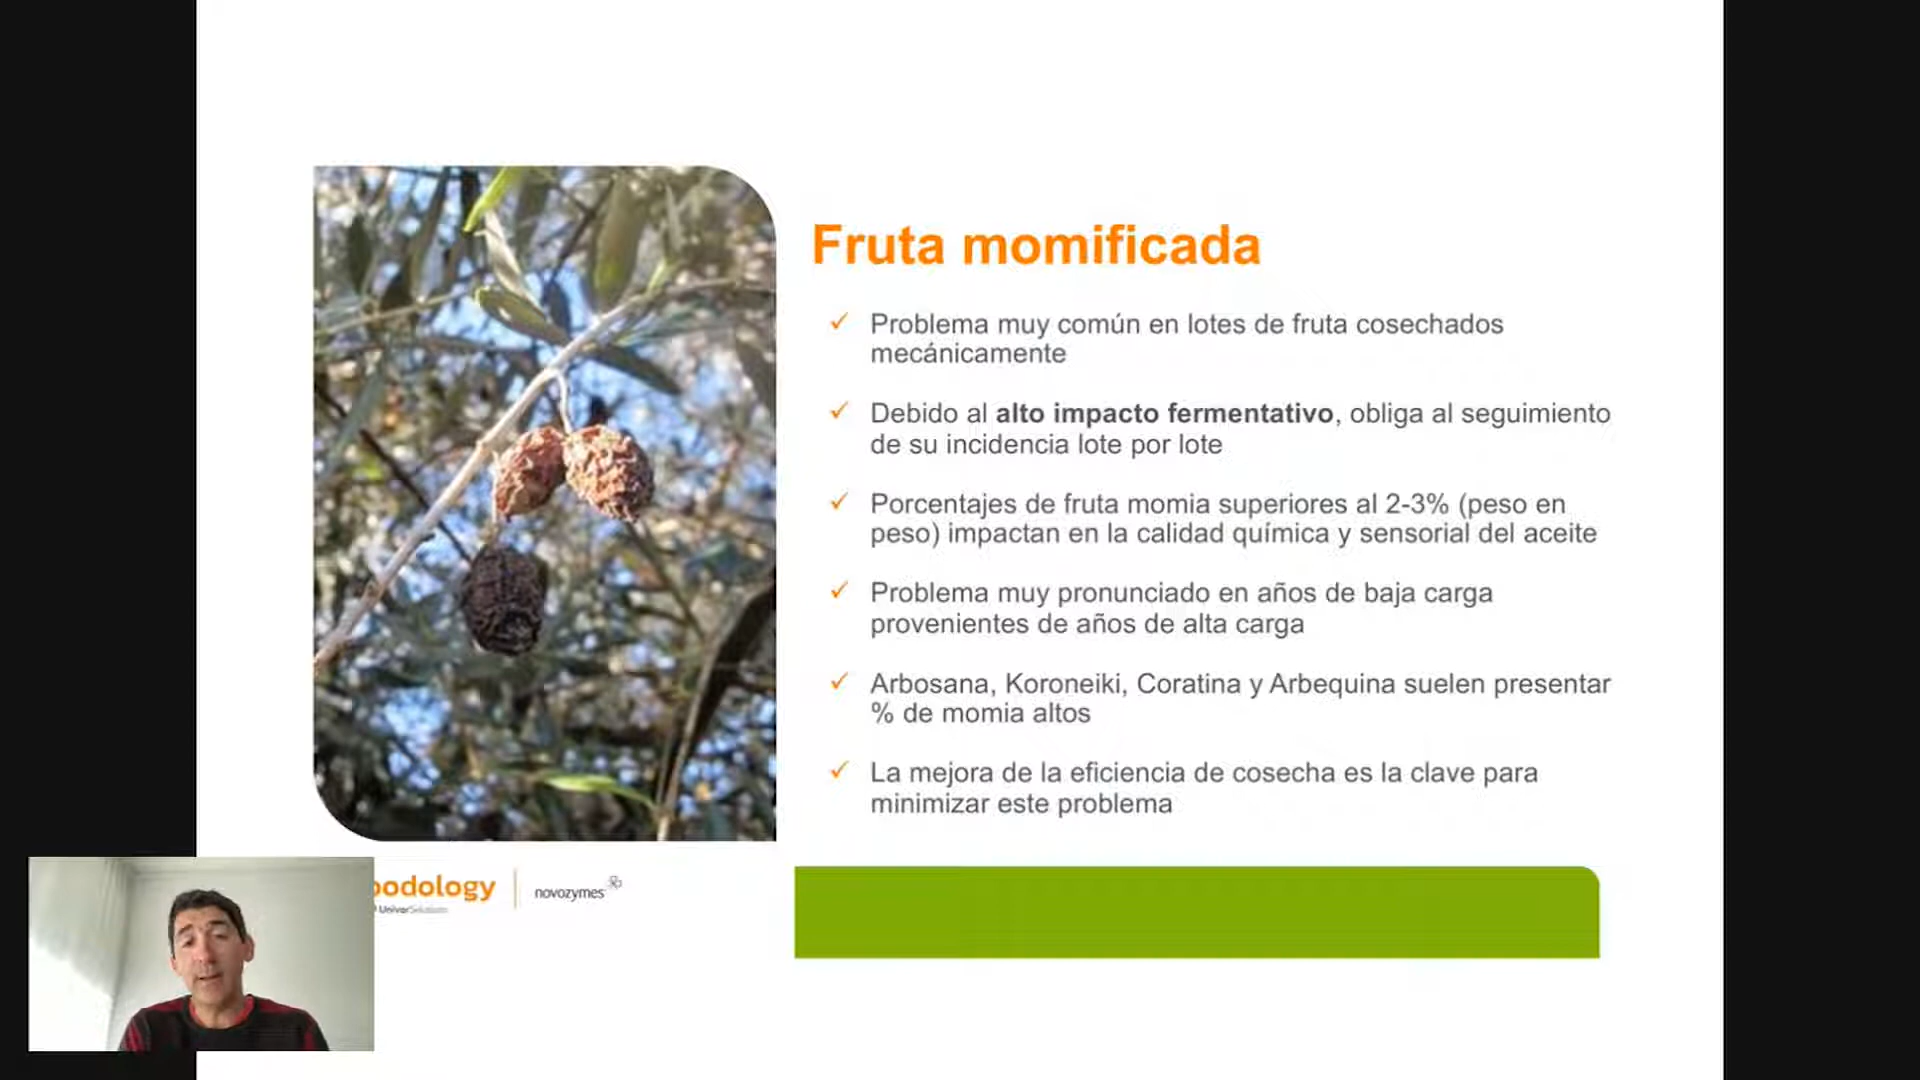 Fruta momificada
✓ Problema muy común en lotes de fruta cosechados
mecánicamente
✓ Debido al alto impacto fermentativo, obliga al seguimiento
de su incidencia lote por lote
✓ Porcentajes de fruta momia superiores al 2-3% (peso en
peso) impactan en la calidad química y sensorial del aceite
✓ Problema muy pronunciado en años de baja carga
provenientes de años de alta carga
✓ Arbosana, Koroneiki, Coratina y Arbequina suelen presentar
% de momia altos
✓ La mejora de la eficiencia de cosecha es la clave para
minimizar este problema
oodology
Univar Solutions
novozymes